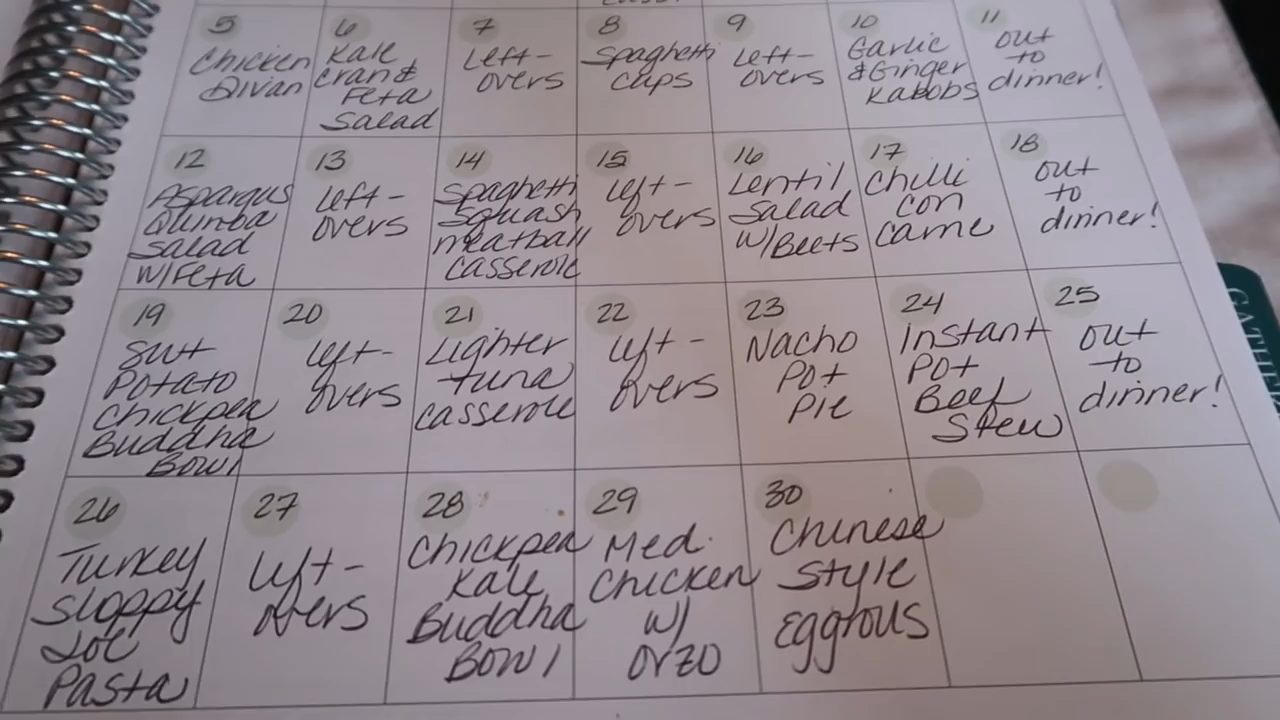 5
Chicken
Divan
6
Kale
cran &
Feta
Salad
7
Left-
overs
8
Spaghetti
cups
9
Left-
overs
10
Garlic
& Ginger
Kabobs
11
out
to
dinner!
12
Aspargus
Quinoa
Salad
w/Feta
13
Left-
overs
14
Spaghetti
Squash
meatball
casserole
15
Left-
overs
16
Lentil
Salad
w/Beets
17
Chilli
con
carne
18
out
to
dinner!
19
Swt
Potato
Chickpea
Buddha
Bowl
20
Left-
overs
21
Lighter
tuna
casserole
22
Left-
overs
23
Nacho
Pot
Pie
24
Instant
Pot
Beef
Stew
25
out
to
dinner!
26
Turkey
Sloppy
Joe
Pasta
27
Left-
overs
28
Chickpea
Kale
Buddha
Bowl
29
Med.
Chicken
w/
orzo
30
Chinese
Style
Eggrolls